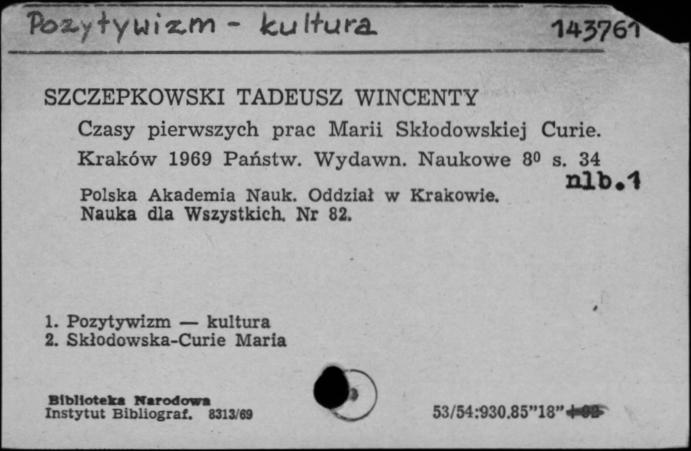 Pozytywizm - kultura 143761
SZCZEPKOWSKI TADEUSZ WINCENTY
Czasy pierwszych prac Marii Skłodowskiej Curie.
Kraków 1969 Państw. Wydawn. Naukowe 8⁰ s. 34
nlb.1
Polska Akademia Nauk. Oddział w Krakowie.
Nauka dla Wszystkich. Nr 82.
1. Pozytywizm — kultura
2. Skłodowska-Curie Maria
Biblioteka Narodowa
Instytut Bibliograf. 8313/69
53/54:930.85"18"